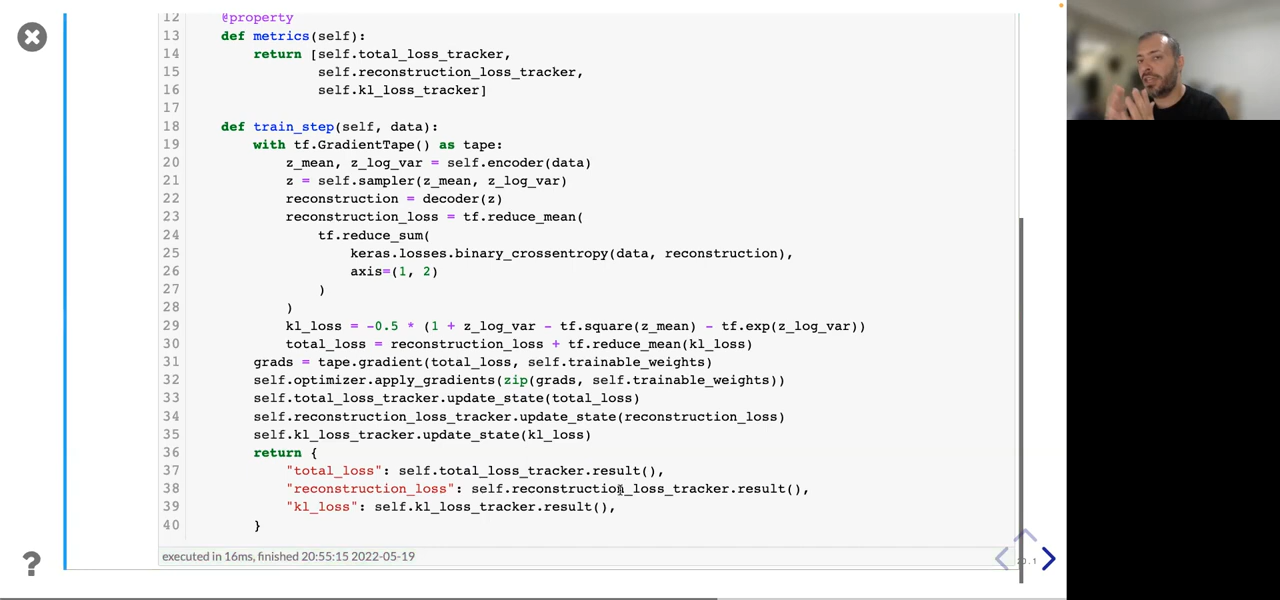 12 @property
13 def metrics(self):
14 return [self.total_loss_tracker,
15 self.reconstruction_loss_tracker,
16 self.kl_loss_tracker]
17
18 def train_step(self, data):
19 with tf.GradientTape() as tape:
20 z_mean, z_log_var = self.encoder(data)
21 z = self.sampler(z_mean, z_log_var)
22 reconstruction = decoder(z)
23 reconstruction_loss = tf.reduce_mean(
24 tf.reduce_sum(
25 keras.losses.binary_crossentropy(data, reconstruction),
26 axis=(1, 2)
27 )
28 )
29 kl_loss = -0.5 * (1 + z_log_var - tf.square(z_mean) - tf.exp(z_log_var))
30 total_loss = reconstruction_loss + tf.reduce_mean(kl_loss)
31 grads = tape.gradient(total_loss, self.trainable_weights)
32 self.optimizer.apply_gradients(zip(grads, self.trainable_weights))
33 self.total_loss_tracker.update_state(total_loss)
34 self.reconstruction_loss_tracker.update_state(reconstruction_loss)
35 self.kl_loss_tracker.update_state(kl_loss)
36 return {
37 "total_loss": self.total_loss_tracker.result(),
38 "reconstruction_loss": self.reconstruction_loss_tracker.result(),
39 "kl_loss": self.kl_loss_tracker.result(),
40 }
executed in 16ms, finished 20:55:15 2022-05-19
?